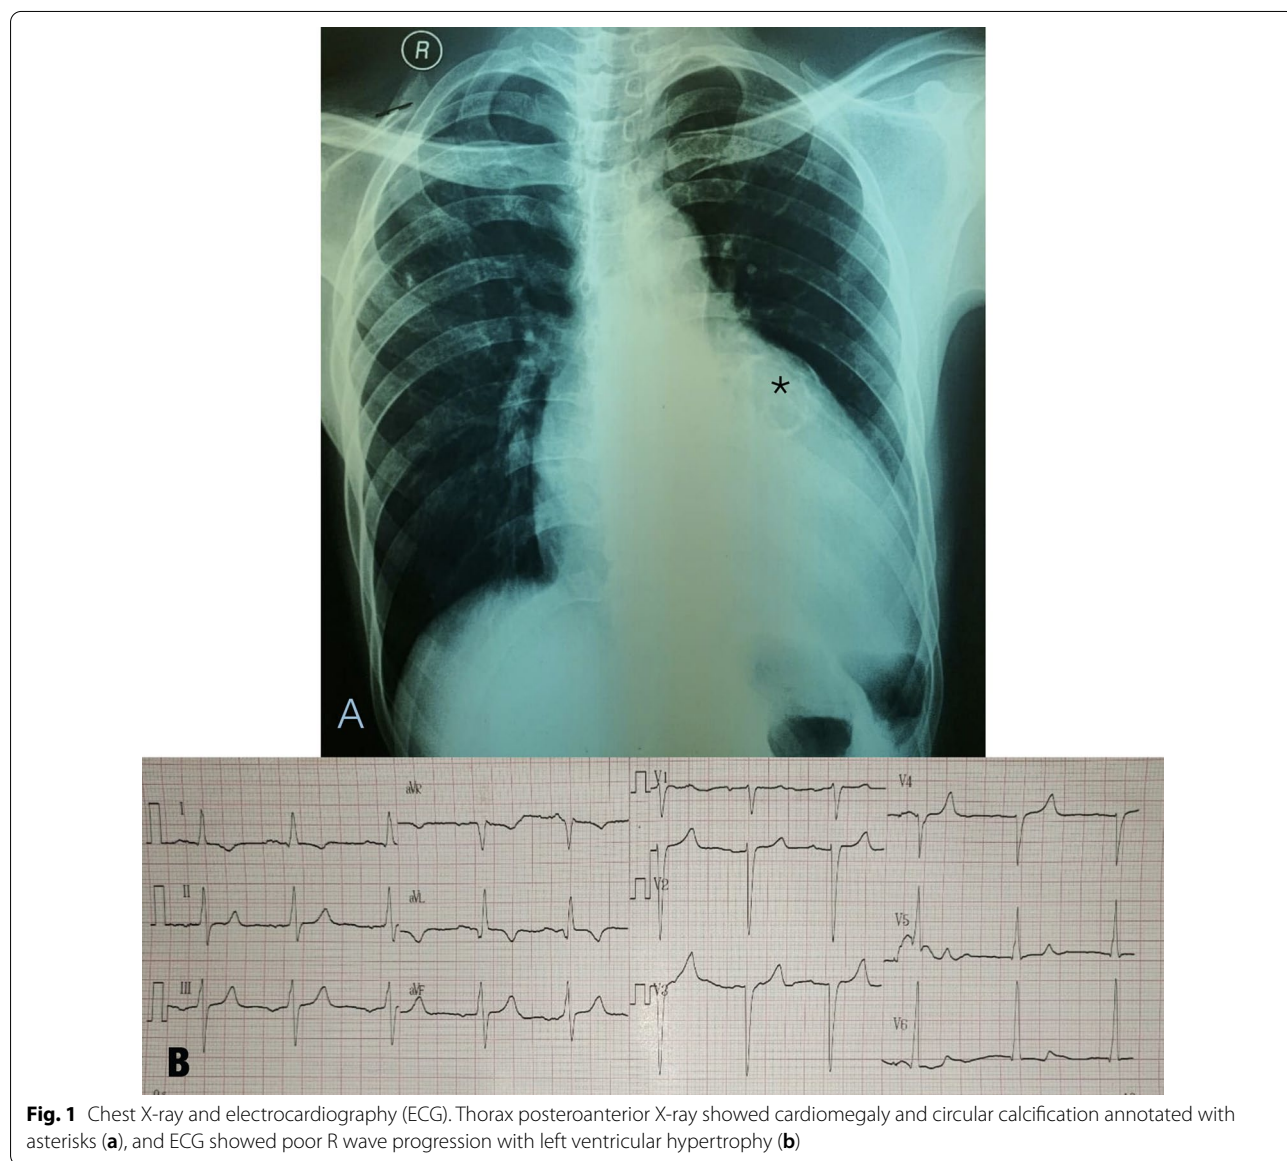 R
*
A
I
aVR
V1
V4
II
aVL
V2
V5
III
aVF
V3
V6
B
Fig. 1 Chest X-ray and electrocardiography (ECG). Thorax posteroanterior X-ray showed cardiomegaly and circular calcification annotated with
asterisks (a), and ECG showed poor R wave progression with left ventricular hypertrophy (b)